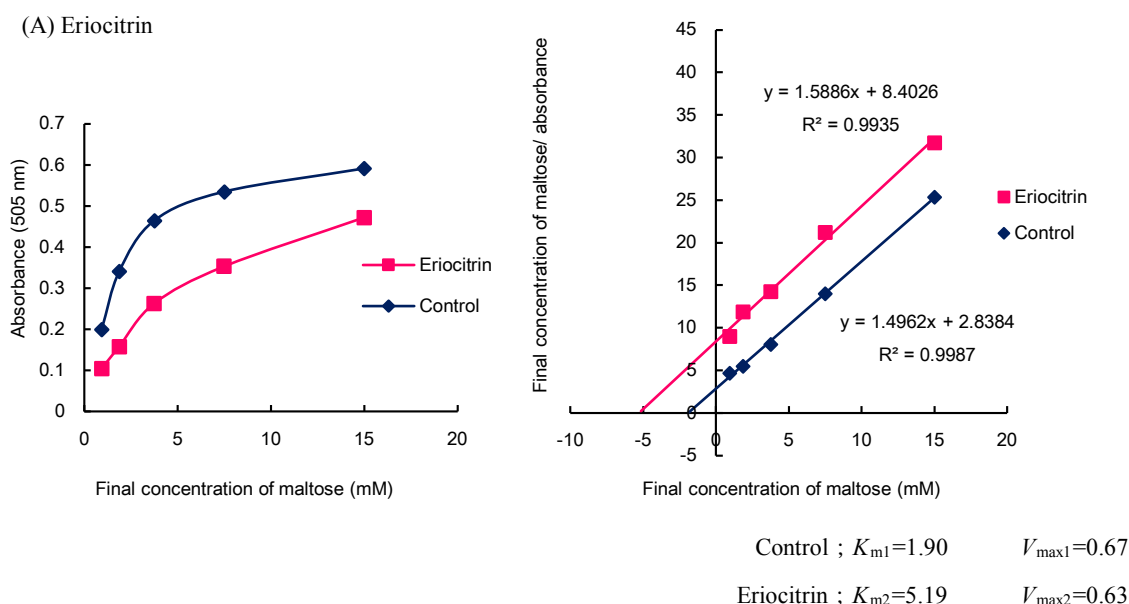 (A) Eriocitrin
Absorbance (505 nm)
0.7
0.6
0.5
0.4
0.3
0.2
0.1
0
0 5 10 15 20
Final concentration of maltose (mM)
Eriocitrin
Control
Final concentration of maltose/ absorbance
45
40
35
30
25
20
15
10
5
0
-5
-10 -5 0 5 10 15 20
Final concentration of maltose (mM)
y = 1.5886x + 8.4026
R² = 0.9935
Eriocitrin
Control
y = 1.4962x + 2.8384
R² = 0.9987
Control ; Km1=1.90 Vmax1=0.67
Eriocitrin ; Km2=5.19 Vmax2=0.63